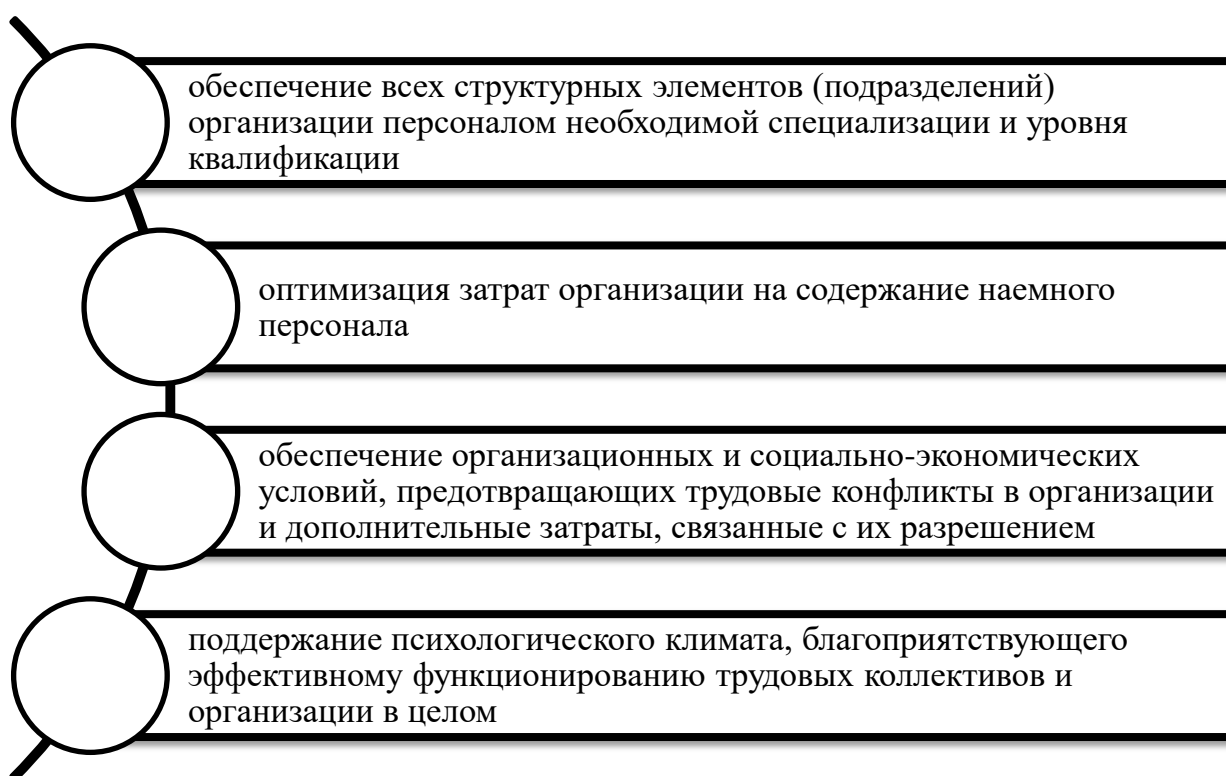 обеспечение всех структурных элементов (подразделений)
организации персоналом необходимой специализации и уровня
квалификации
оптимизация затрат организации на содержание наемного
персонала
обеспечение организационных и социально-экономических
условий, предотвращающих трудовые конфликты в организации
и дополнительные затраты, связанные с их разрешением
поддержание психологического климата, благоприятствующего
эффективному функционированию трудовых коллективов и
организации в целом